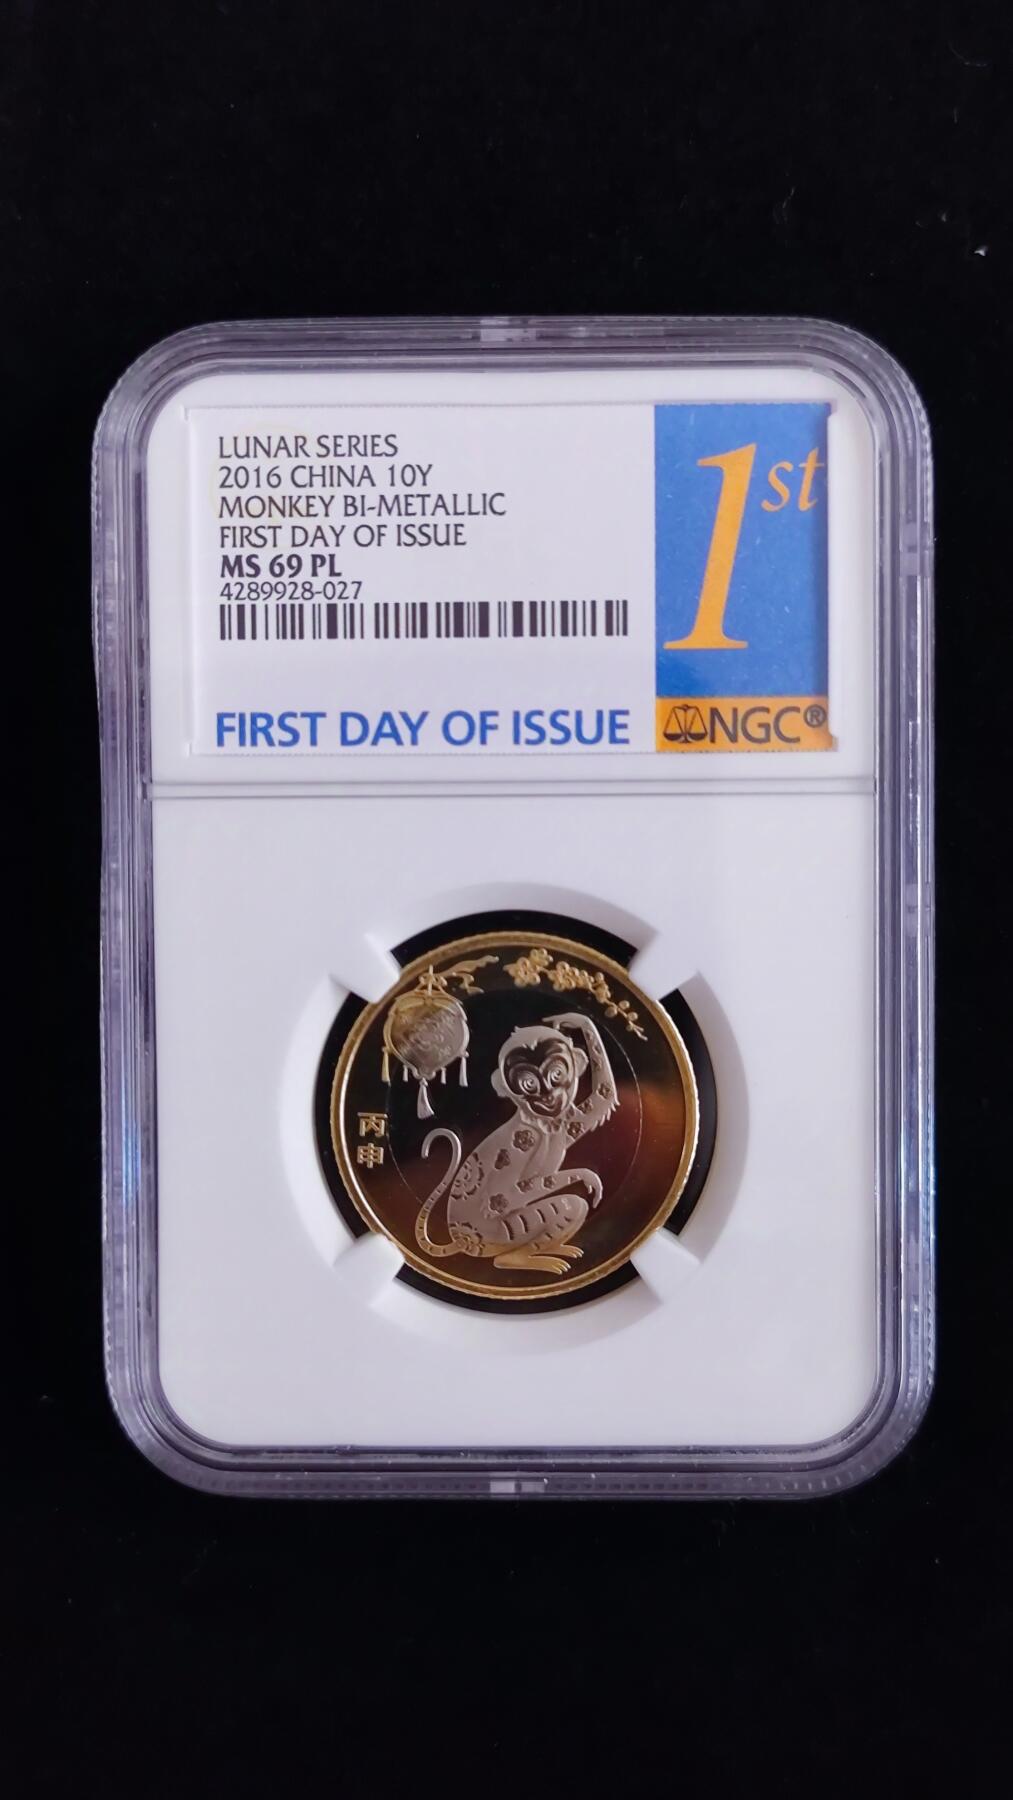 LUNAR SERIES
2016 CHINA 10Y
MONKEY BI-METALLIC
FIRST DAY OF ISSUE
MS 69 PL
4289928-027
FIRST DAY OF ISSUE
1st
NGC®
丙申